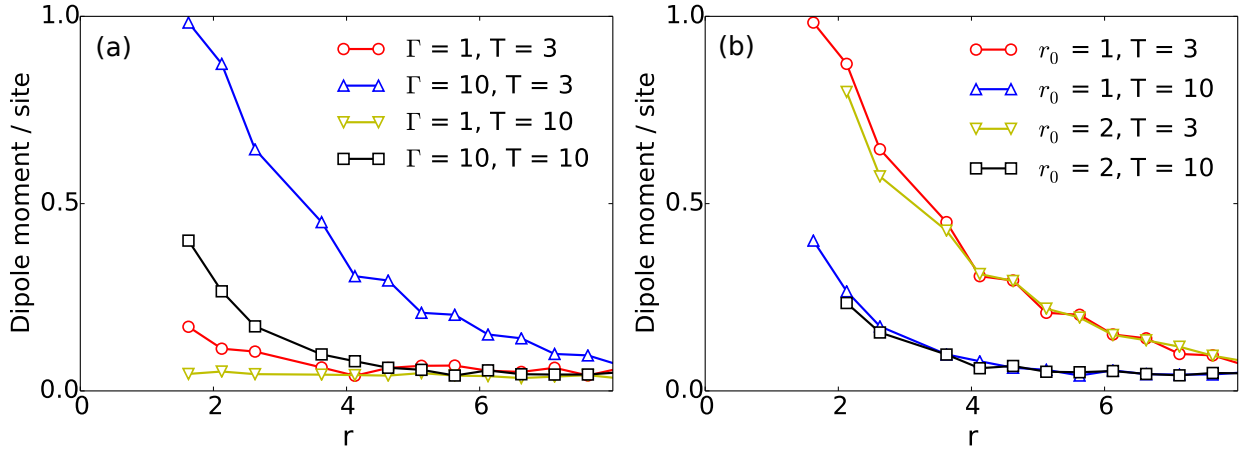 (a)
Γ = 1, T = 3
Γ = 10, T = 3
Γ = 1, T = 10
Γ = 10, T = 10
Dipole moment / site
1.0
0.5
0.0
0 2 4 6
r
(b)
r₀ = 1, T = 3
r₀ = 1, T = 10
r₀ = 2, T = 3
r₀ = 2, T = 10
Dipole moment / site
1.0
0.5
0.0
0 2 4 6
r